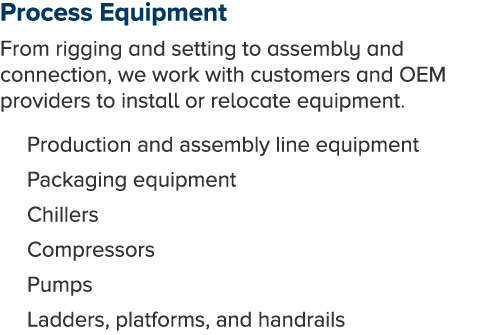 Process Equipment
From rigging and setting to assembly and
connection, we work with customers and OEM
providers to install or relocate equipment.
Production and assembly line equipment
Packaging equipment
Chillers
Compressors
Pumps
Ladders, platforms, and handrails